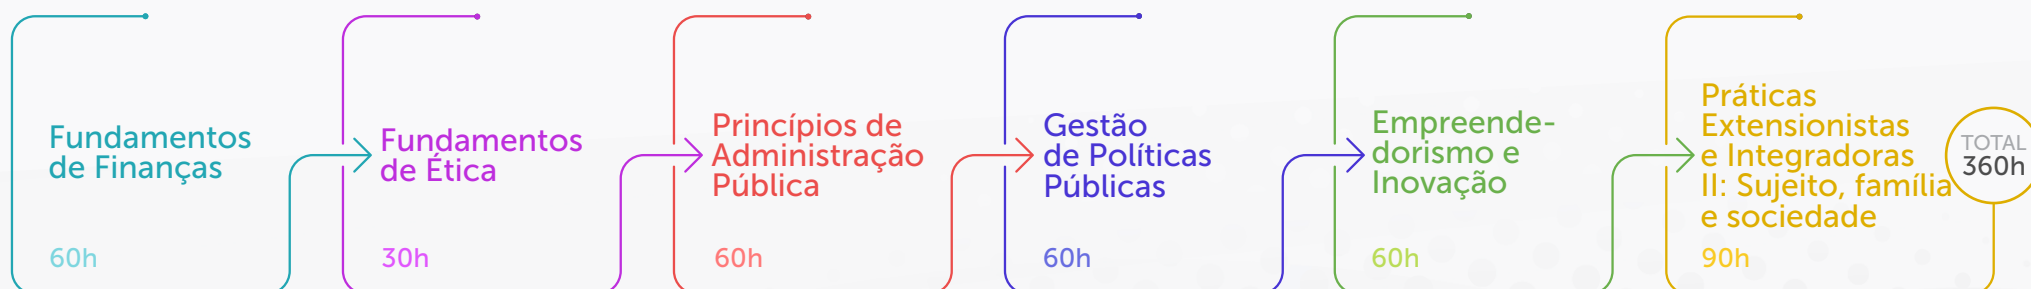 Fundamentos
de Finanças
60h
Fundamentos
de Ética
30h
Princípios de
Administração
Pública
60h
Gestão
de Políticas
Públicas
60h
Empreende-
dorismo e
Inovação
60h
Práticas
Extensionistas
e Integradoras
II: Sujeito, família
e sociedade
90h
TOTAL
360h